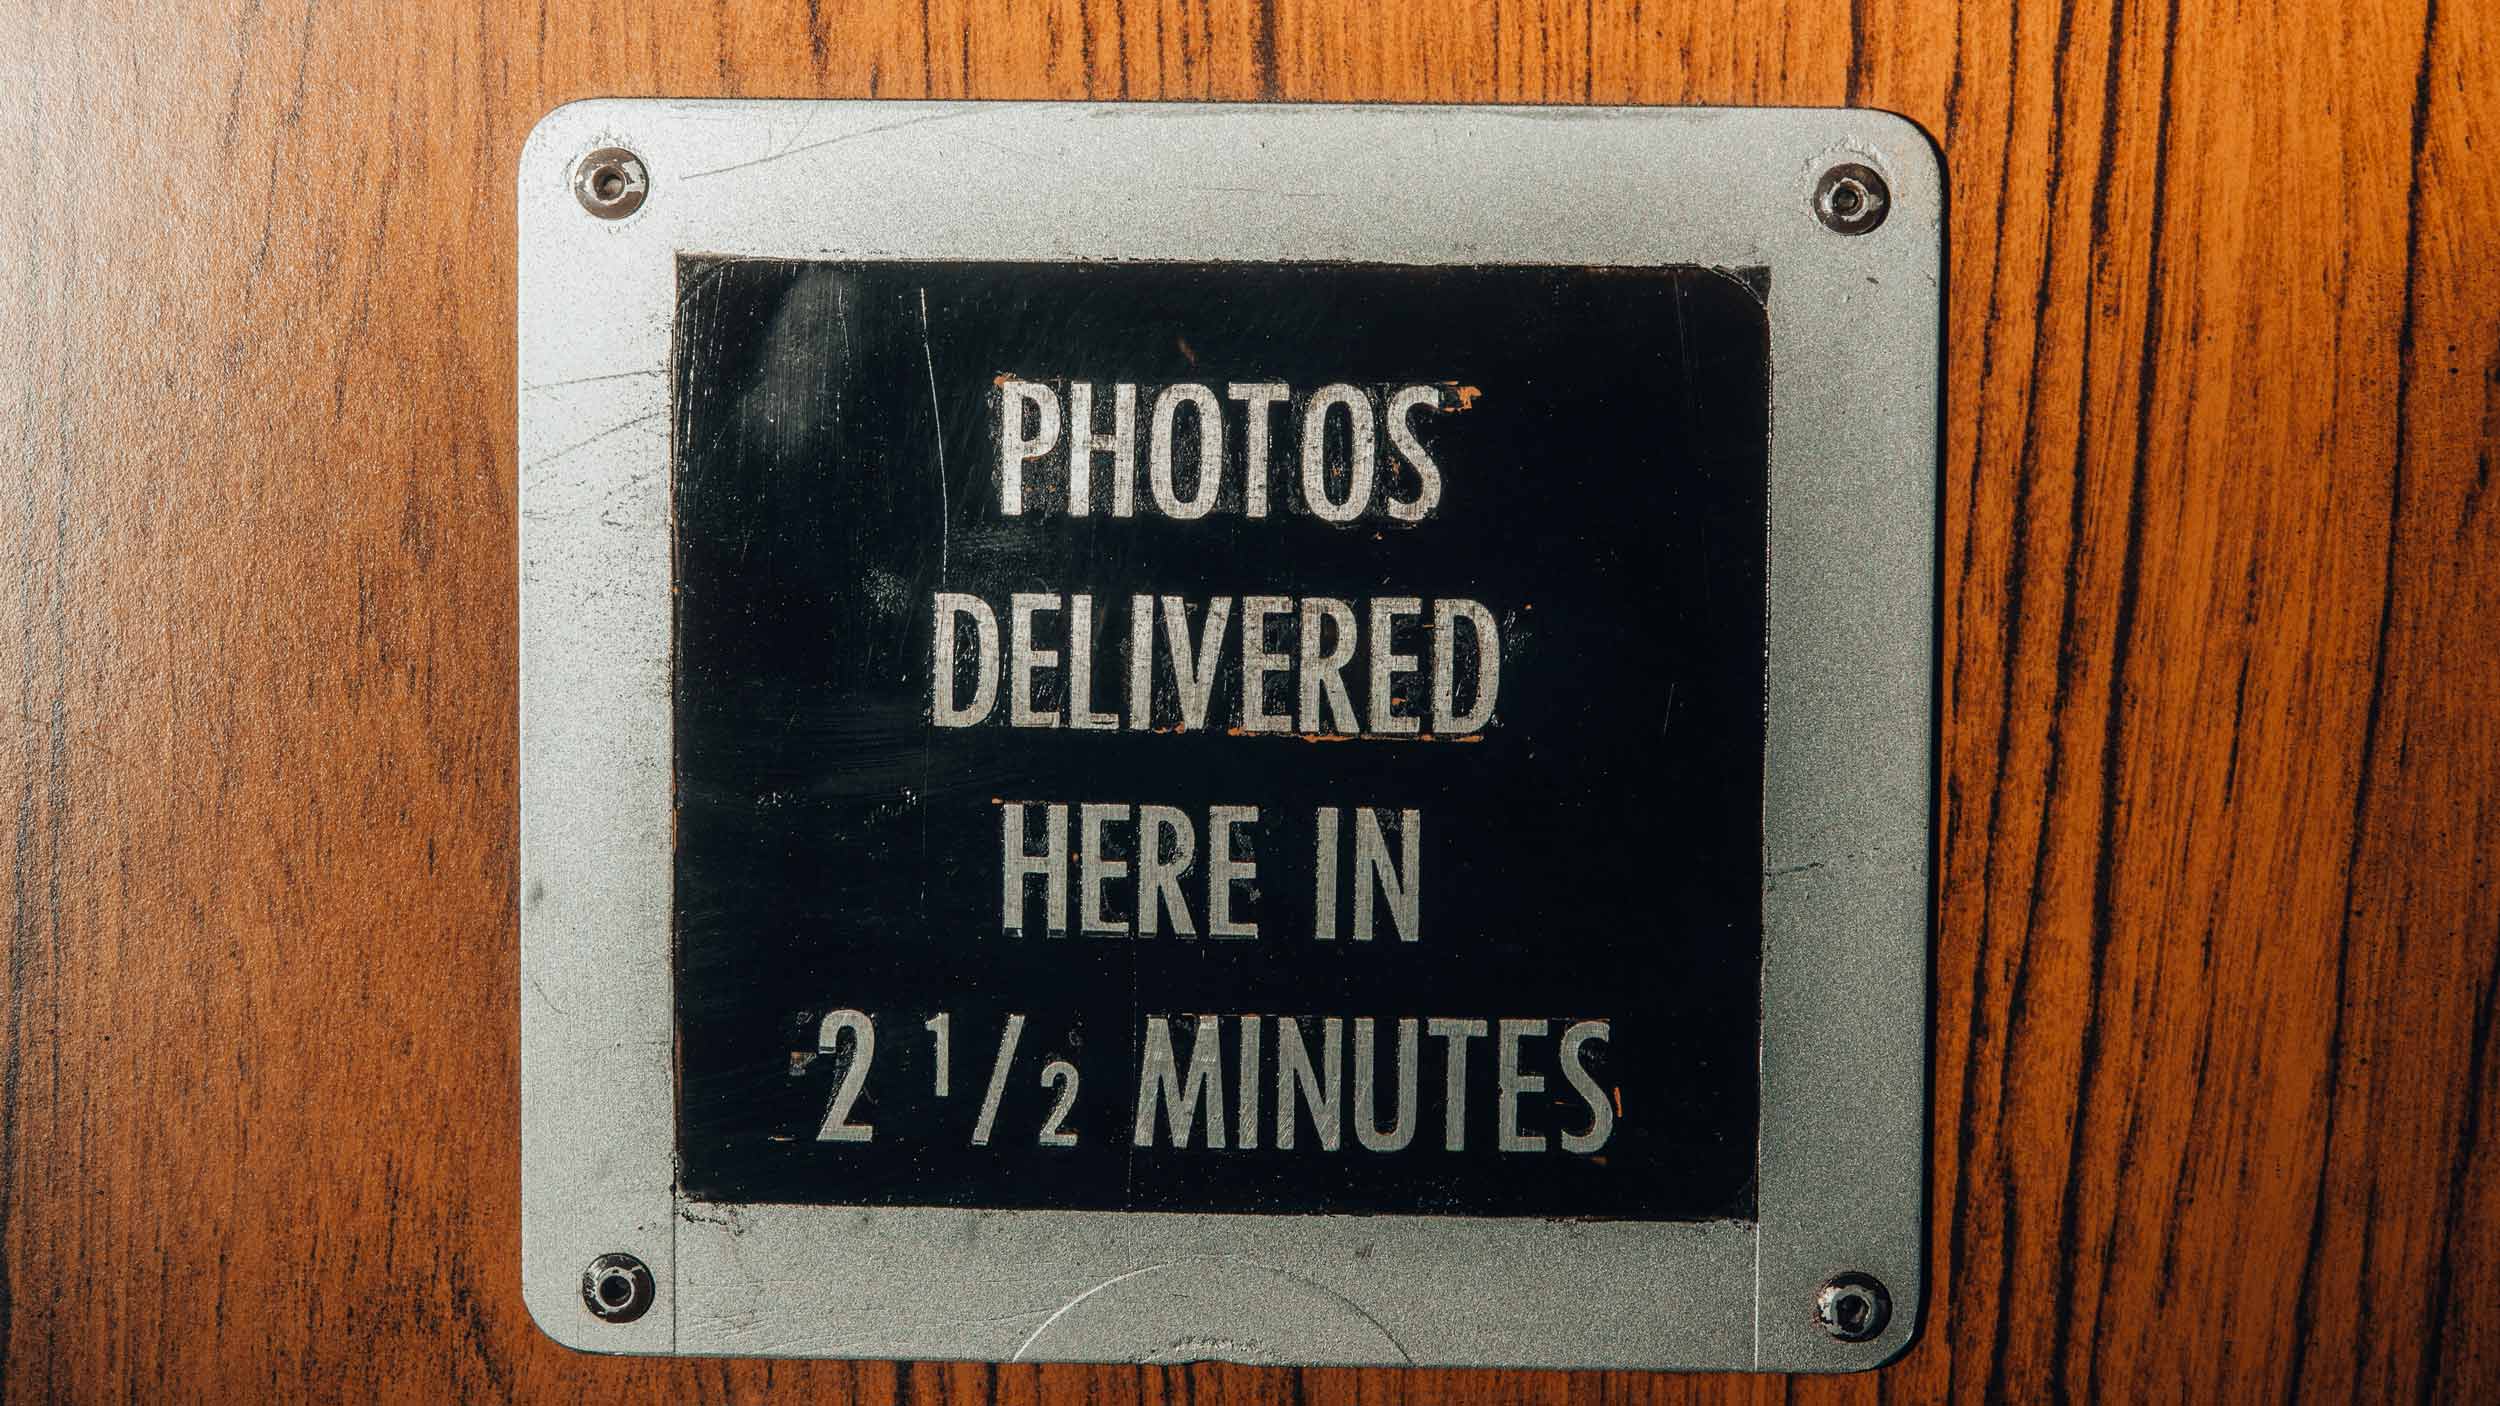 PHOTOS
DELIVERED
HERE IN
2 1/2 MINUTES